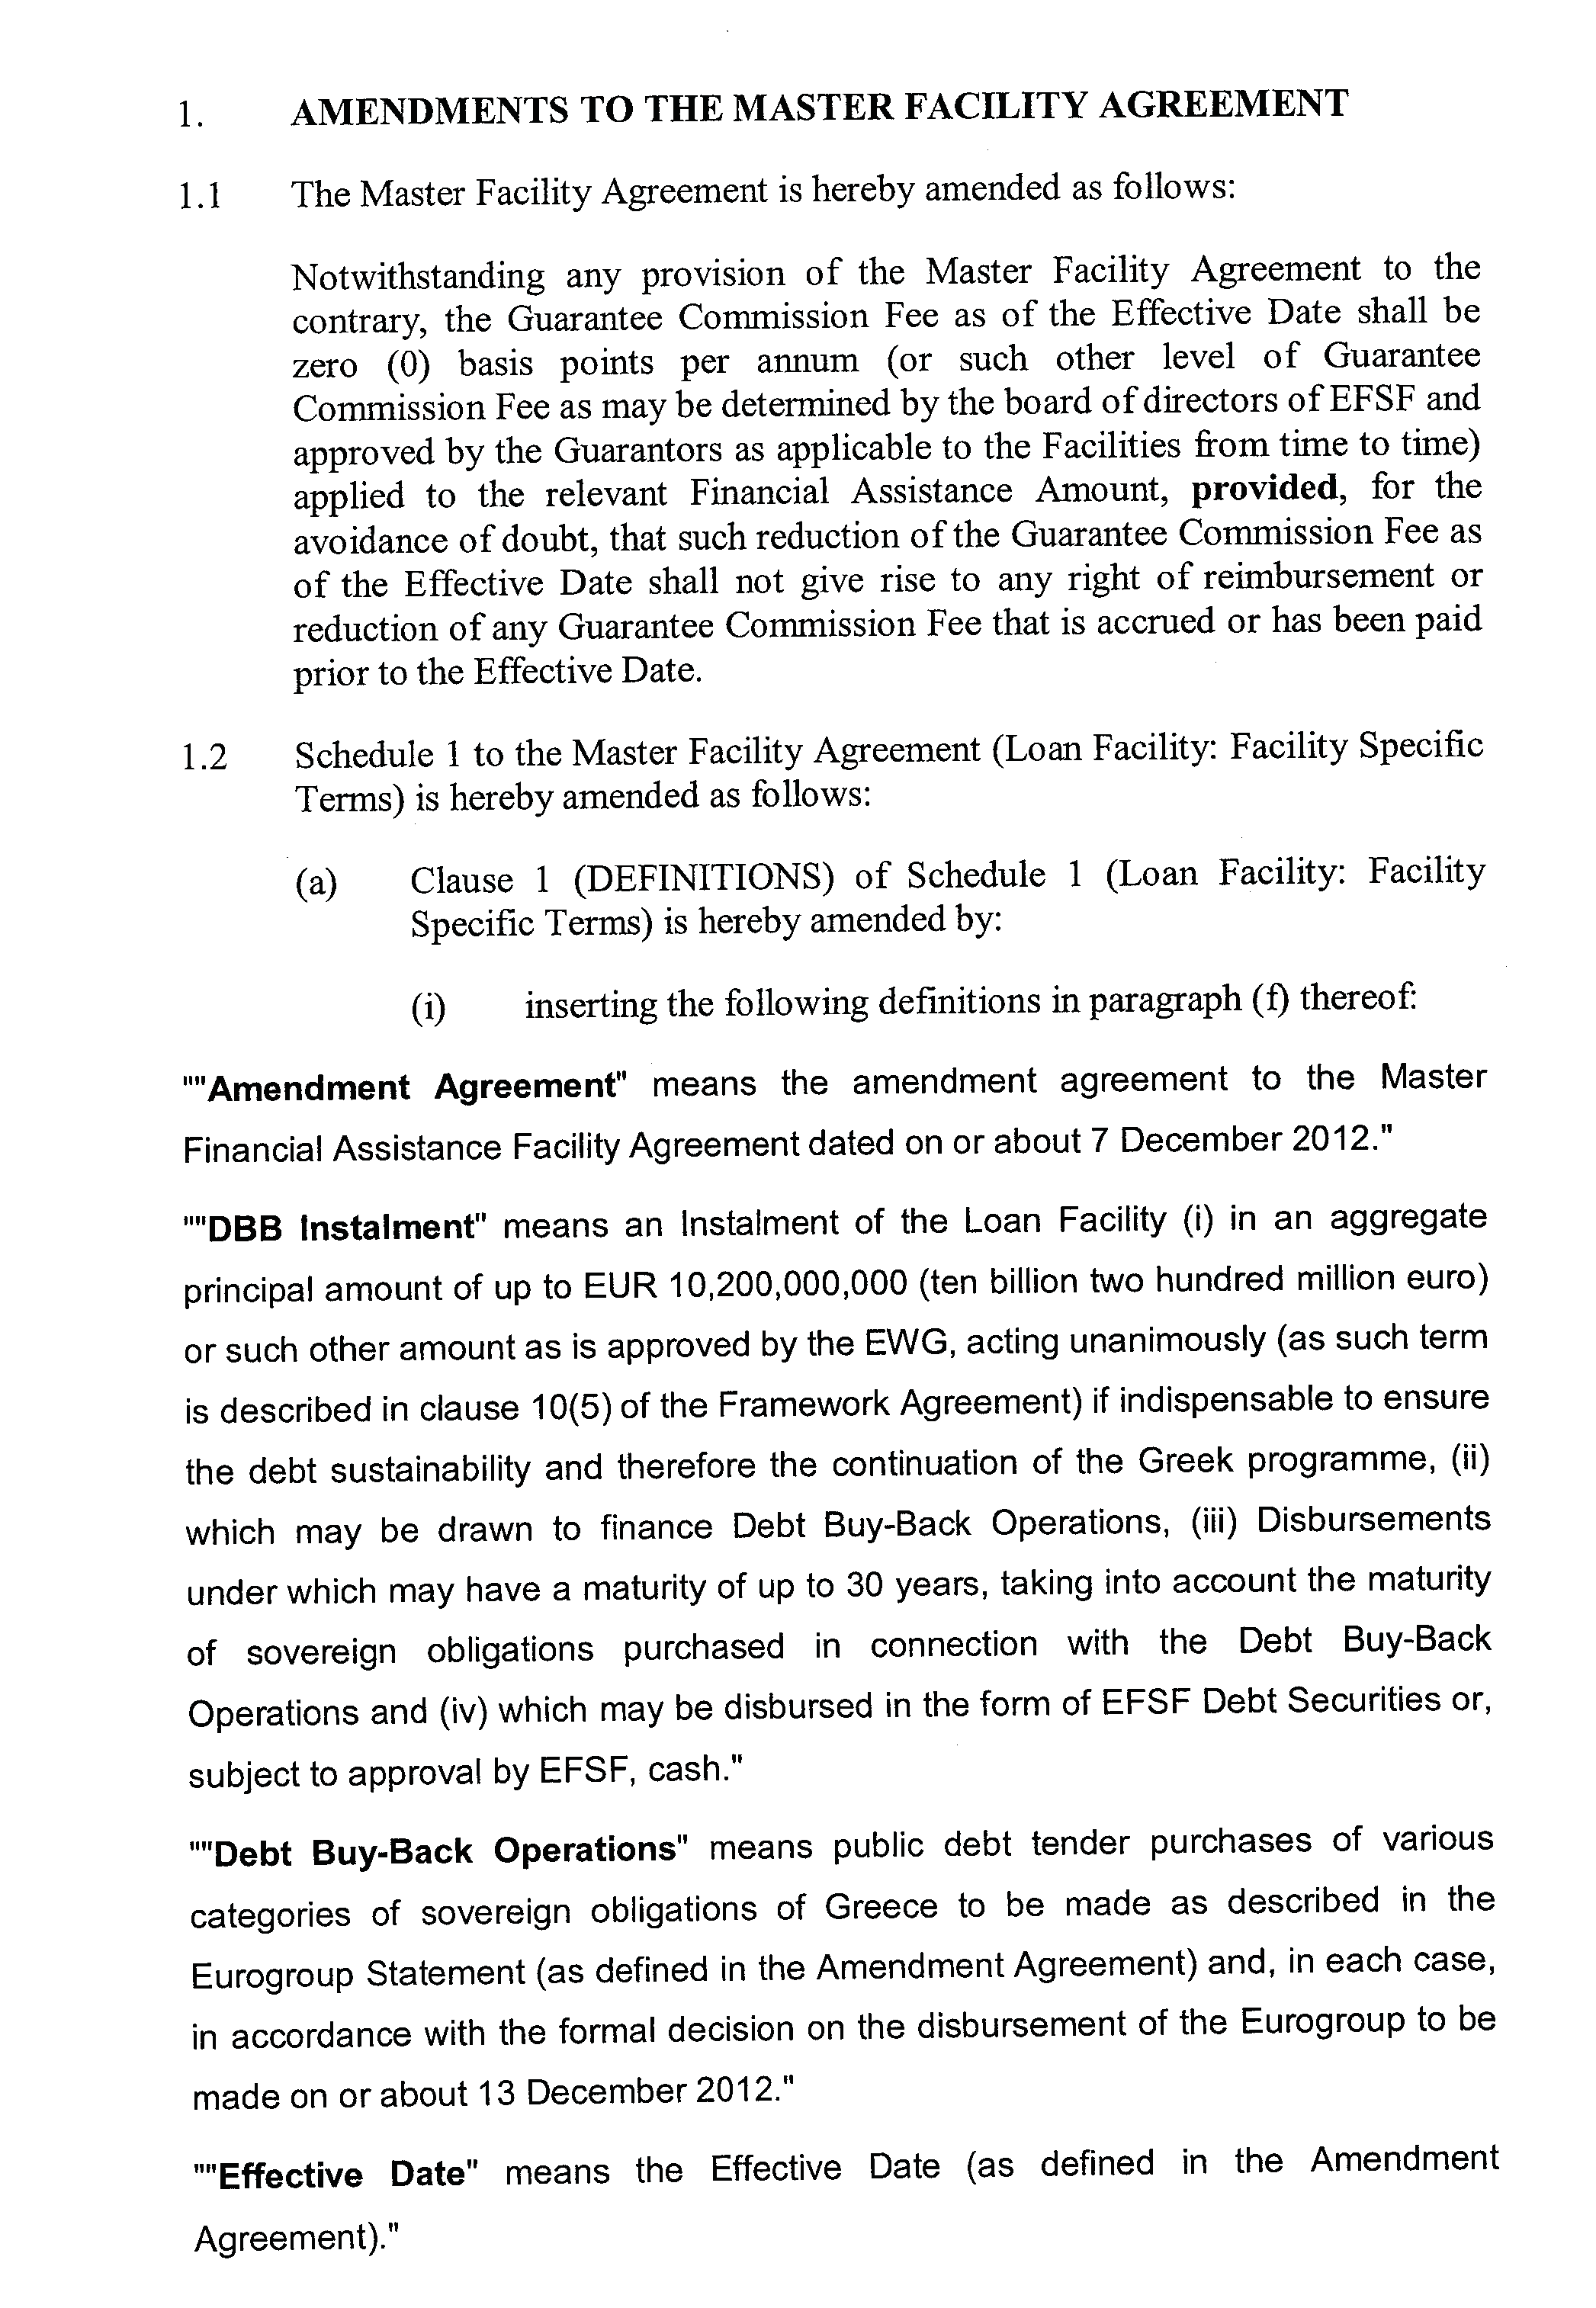 1. AMENDMENTS TO THE MASTER FACILITY AGREEMENT
1.1 The Master Facility Agreement is hereby amended as follows:
Notwithstanding any provision of the Master Facility Agreement to the
contrary, the Guarantee Commission Fee as of the Effective Date shall be
zero (0) basis points per annum (or such other level of Guarantee
Commission Fee as may be determined by the board of directors of EFSF and
approved by the Guarantors as applicable to the Facilities from time to time)
applied to the relevant Financial Assistance Amount, provided, for the
avoidance of doubt, that such reduction of the Guarantee Commission Fee as
of the Effective Date shall not give rise to any right of reimbursement or
reduction of any Guarantee Commission Fee that is accrued or has been paid
prior to the Effective Date.
1.2 Schedule 1 to the Master Facility Agreement (Loan Facility: Facility Specific
Terms) is hereby amended as follows:
(a) Clause 1 (DEFINITIONS) of Schedule 1 (Loan Facility: Facility
Specific Terms) is hereby amended by:
(i) inserting the following definitions in paragraph (f) thereof:
""Amendment Agreement" means the amendment agreement to the Master
Financial Assistance Facility Agreement dated on or about 7 December 2012."
""DBB Instalment" means an Instalment of the Loan Facility (i) in an aggregate
principal amount of up to EUR 10,200,000,000 (ten billion two hundred million euro)
or such other amount as is approved by the EWG, acting unanimously (as such term
is described in clause 10(5) of the Framework Agreement) if indispensable to ensure
the debt sustainability and therefore the continuation of the Greek programme, (ii)
which may be drawn to finance Debt Buy-Back Operations, (iii) Disbursements
under which may have a maturity of up to 30 years, taking into account the maturity
of sovereign obligations purchased in connection with the Debt Buy-Back
Operations and (iv) which may be disbursed in the form of EFSF Debt Securities or,
subject to approval by EFSF, cash."
""Debt Buy-Back Operations" means public debt tender purchases of various
categories of sovereign obligations of Greece to be made as described in the
Eurogroup Statement (as defined in the Amendment Agreement) and, in each case,
in accordance with the formal decision on the disbursement of the Eurogroup to be
made on or about 13 December 2012."
""Effective Date" means the Effective Date (as defined in the Amendment
Agreement)."